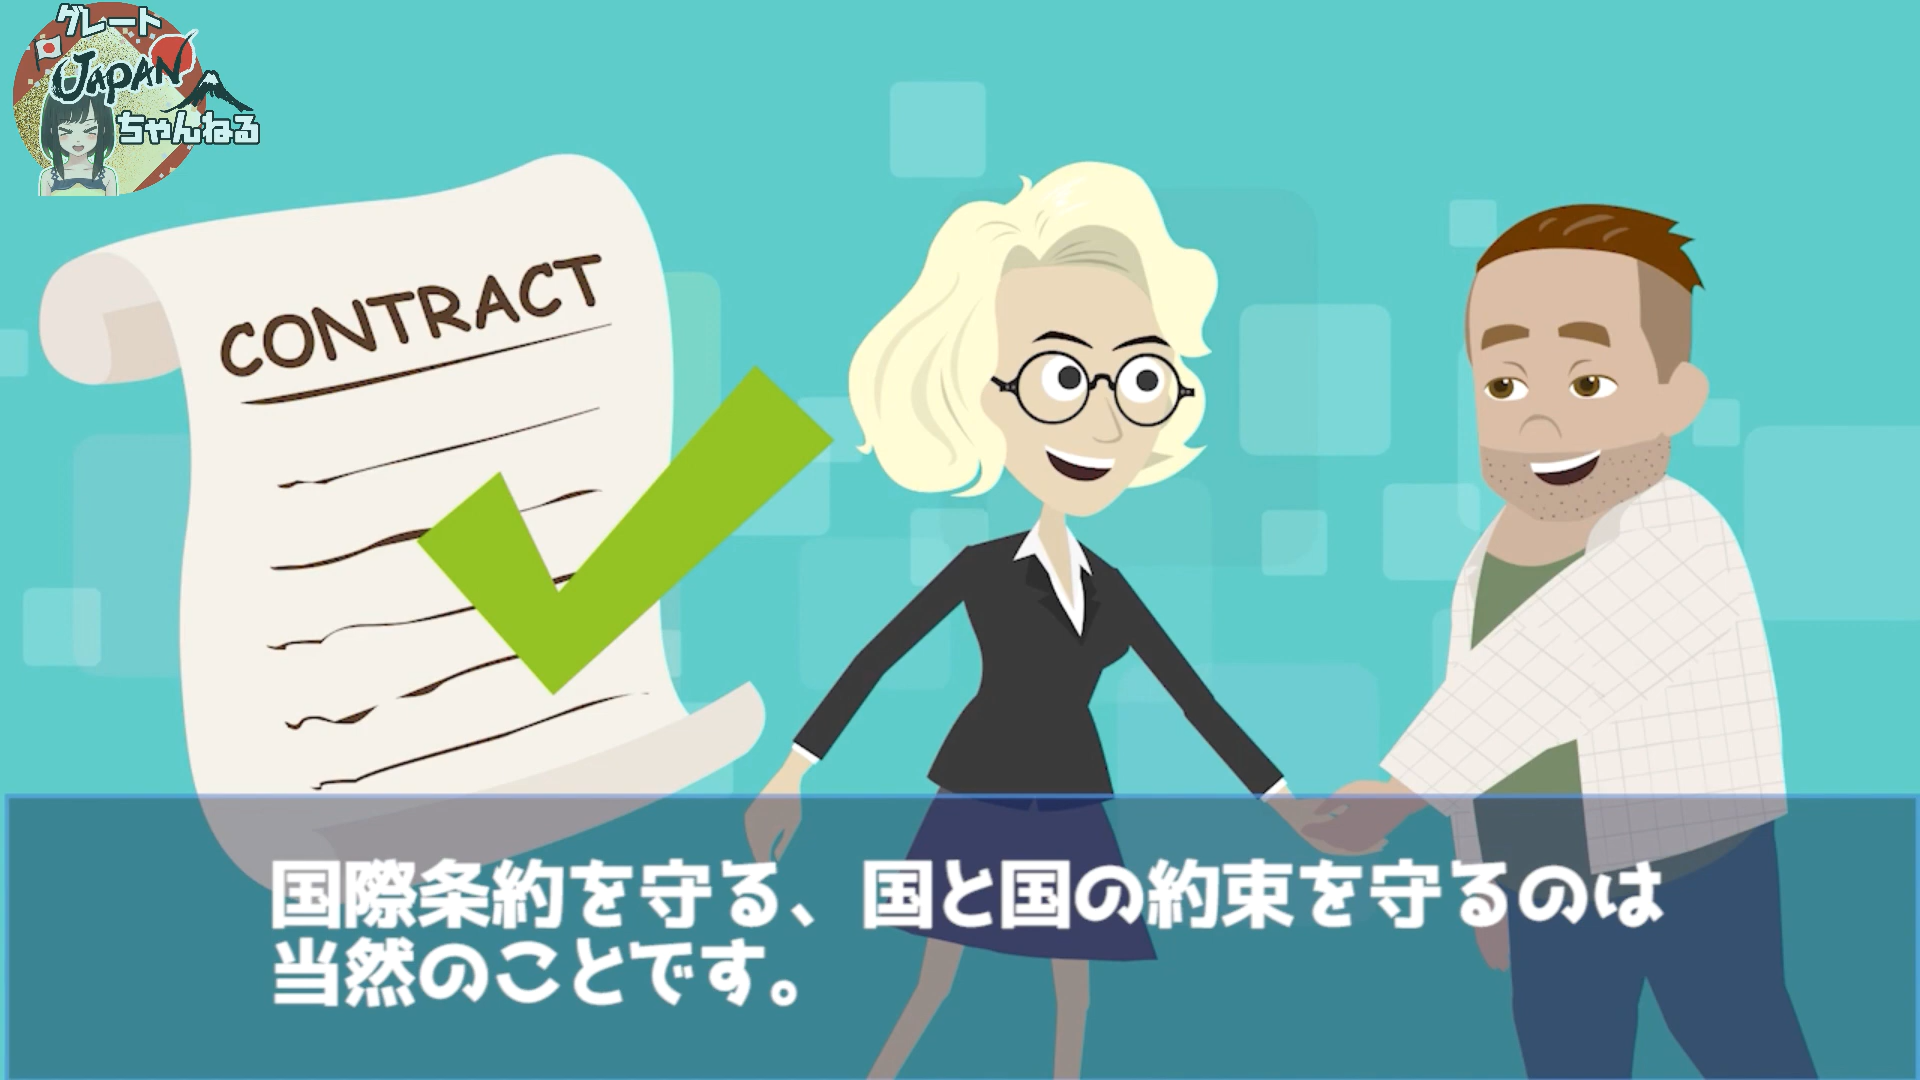 グレート
JAPAN
ちゃんねる
CONTRACT
国際条約を守る、国と国の約束を守るのは
当然のことです。